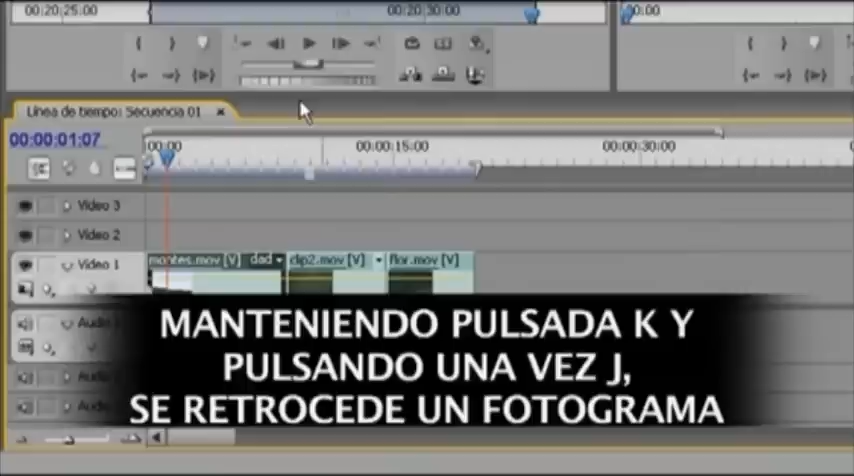 00:20:25:00
00:20:30:00
00:00
Línea de tiempo: Secuencia 01 ×
00:00:01:07
00:00
00:00:15:00
00:00:30:00
Video 3
Video 2
Video 1
montes.mov [V] dad
clip2.mov [V]
flor.mov [V]
MANTENIENDO PULSADA K Y
PULSANDO UNA VEZ J,
SE RETROCEDE UN FOTOGRAMA